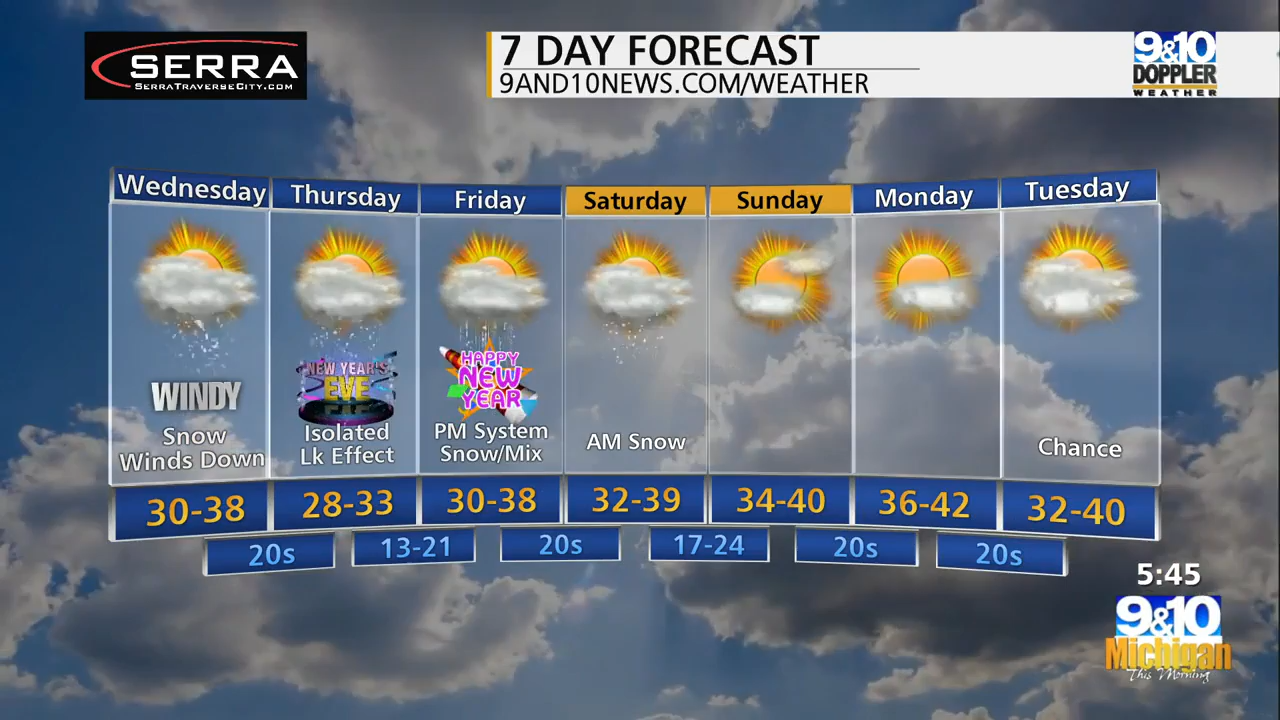 SERRA
SERRATRAVERSECITY.COM
7 DAY FORECAST
9AND10NEWS.COM/WEATHER
9&10
DOPPLER
WEATHER
Wednesday
Thursday
Friday
Saturday
Sunday
Monday
Tuesday
WINDY
NEW YEAR'S
EVE
HAPPY
NEW
YEAR
Snow
Winds Down
Isolated
Lk Effect
PM System
Snow/Mix
AM Snow
Chance
30-38
28-33
30-38
32-39
34-40
36-42
32-40
20s
13-21
20s
17-24
20s
20s
5:45
9&10
Michigan
This Morning